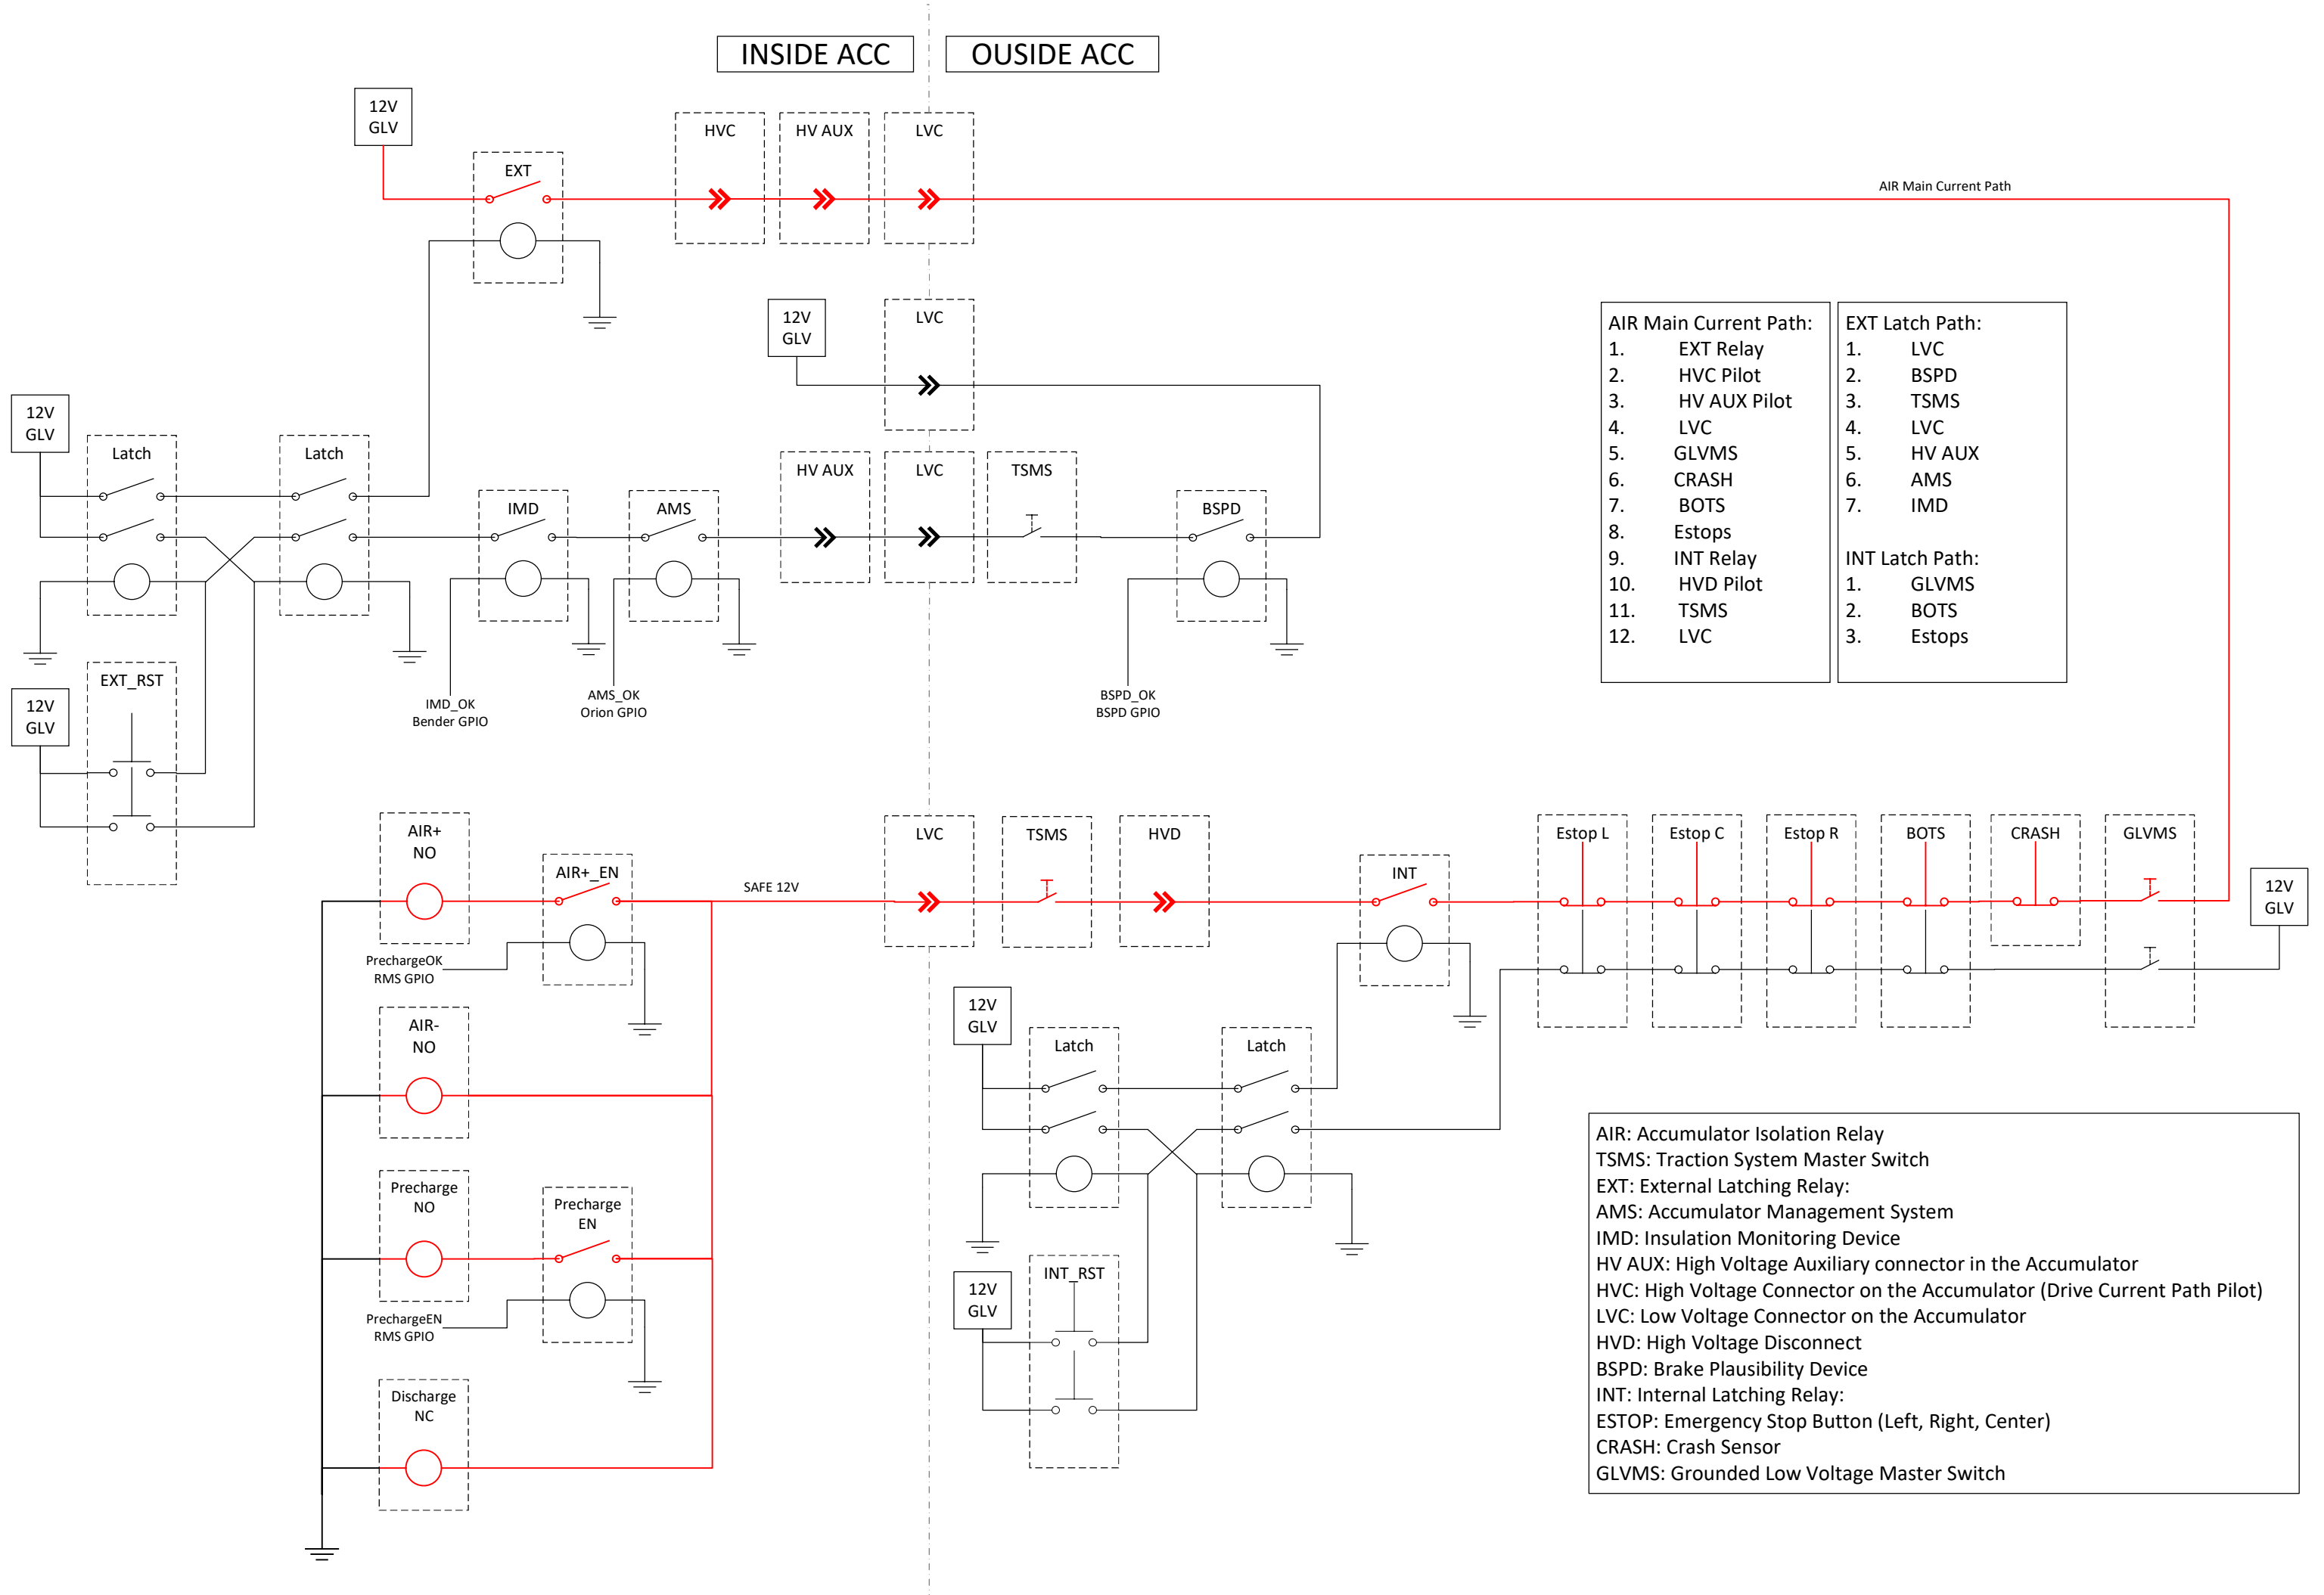 INSIDE ACC
OUSIDE ACC
12V
GLV
EXT
HVC
HV AUX
LVC
AIR Main Current Path
12V
GLV
LVC
AIR Main Current Path:
1. EXT Relay
2. HVC Pilot
3. HV AUX Pilot
4. LVC
5. GLVMS
6. CRASH
7. BOTS
8. Estops
9. INT Relay
10. HVD Pilot
11. TSMS
12. LVC
EXT Latch Path:
1. LVC
2. BSPD
3. TSMS
4. LVC
5. HV AUX
6. AMS
7. IMD
INT Latch Path:
1. GLVMS
2. BOTS
3. Estops
12V
GLV
Latch
Latch
IMD
AMS
HV AUX
LVC
TSMS
BSPD
EXT_RST
12V
GLV
IMD_OK
Bender GPIO
AMS_OK
Orion GPIO
BSPD_OK
BSPD GPIO
AIR+
NO
AIR+_EN
SAFE 12V
LVC
TSMS
HVD
INT
Estop L
Estop C
Estop R
BOTS
CRASH
GLVMS
12V
GLV
PrechargeOK
RMS GPIO
AIR-
NO
12V
GLV
Latch
Latch
Precharge
NO
Precharge
EN
PrechargeEN
RMS GPIO
12V
GLV
INT_RST
Discharge
NC
AIR: Accumulator Isolation Relay
TSMS: Traction System Master Switch
EXT: External Latching Relay:
AMS: Accumulator Management System
IMD: Insulation Monitoring Device
HV AUX: High Voltage Auxiliary connector in the Accumulator
HVC: High Voltage Connector on the Accumulator (Drive Current Path Pilot)
LVC: Low Voltage Connector on the Accumulator
HVD: High Voltage Disconnect
BSPD: Brake Plausibility Device
INT: Internal Latching Relay:
ESTOP: Emergency Stop Button (Left, Right, Center)
CRASH: Crash Sensor
GLVMS: Grounded Low Voltage Master Switch